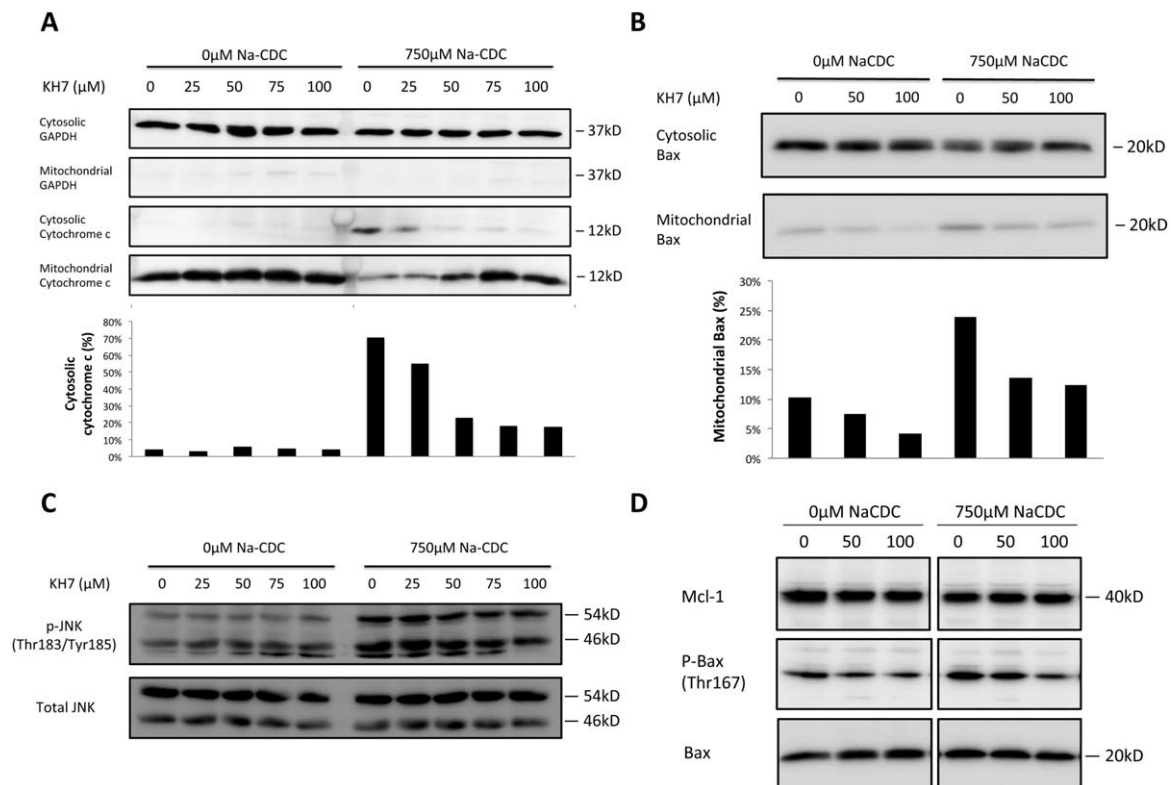 A
0µM Na-CDC 750µM Na-CDC
KH7 (µM) 0 25 50 75 100 0 25 50 75 100
Cytosolic
GAPDH
37kD
Mitochondrial
GAPDH
37kD
Cytosolic
Cytochrome c
12kD
Mitochondrial
Cytochrome c
12kD
Cytosolic
cytochrome c (%)
80%
70%
60%
50%
40%
30%
20%
10%
0%
B
0µM NaCDC 750µM NaCDC
KH7 (µM) 0 50 100 0 50 100
Cytosolic
Bax
20kD
Mitochondrial
Bax
20kD
Mitochondrial Bax (%)
30%
25%
20%
15%
10%
5%
0%
C
0µM Na-CDC 750µM Na-CDC
KH7 (µM) 0 25 50 75 100 0 25 50 75 100
p-JNK
(Thr183/Tyr185)
54kD
46kD
Total JNK
54kD
46kD
D
0µM NaCDC 750µM NaCDC
0 50 100 0 50 100
Mcl-1
40kD
P-Bax
(Thr167)
Bax
20kD